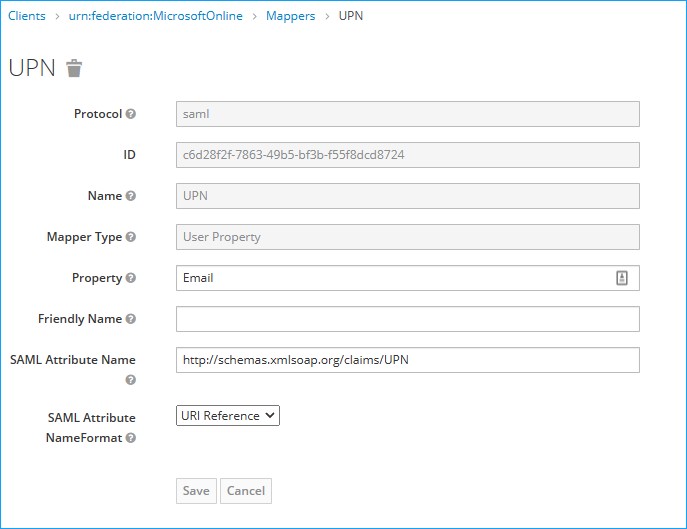 Clients > urn:federation:MicrosoftOnline > Mappers > UPN
UPN
Protocol ? saml
ID c6d28f2f-7863-49b5-bf3b-f55f8dcd8724
Name ? UPN
Mapper Type ? User Property
Property ? Email
Friendly Name ?
SAML Attribute Name http://schemas.xmlsoap.org/claims/UPN
?
SAML Attribute URI Reference
NameFormat ?
Save Cancel